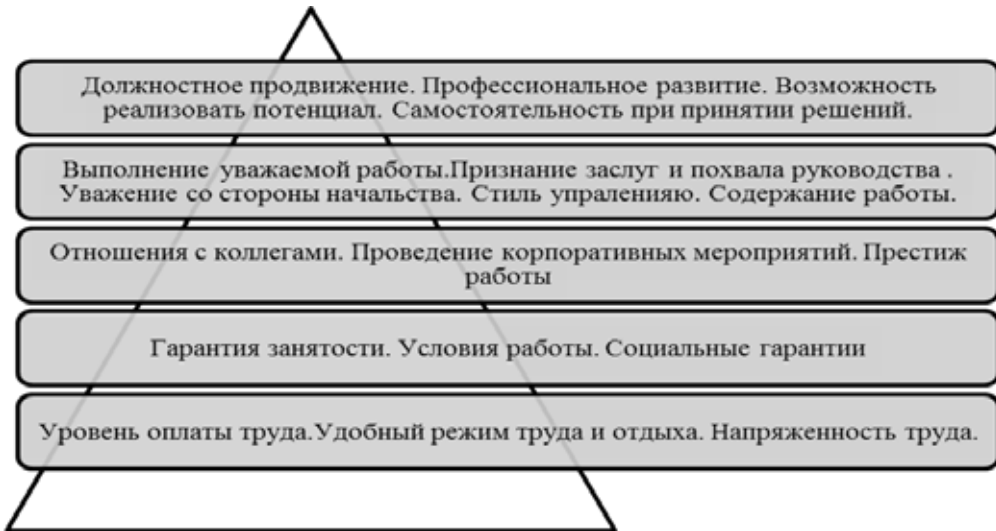 Должностное продвижение. Профессиональное развитие. Возможность
реализовать потенциал. Самостоятельность при принятии решений.
Выполнение уважаемой работы.Признание заслуг и похвала руководства .
Уважение со стороны начальства. Стиль упраленияю. Содержание работы.
Отношения с коллегами. Проведение корпоративных мероприятий. Престиж
работы
Гарантия занятости. Условия работы. Социальные гарантии
Уровень оплаты труда.Удобный режим труда и отдыха. Напряженность труда.